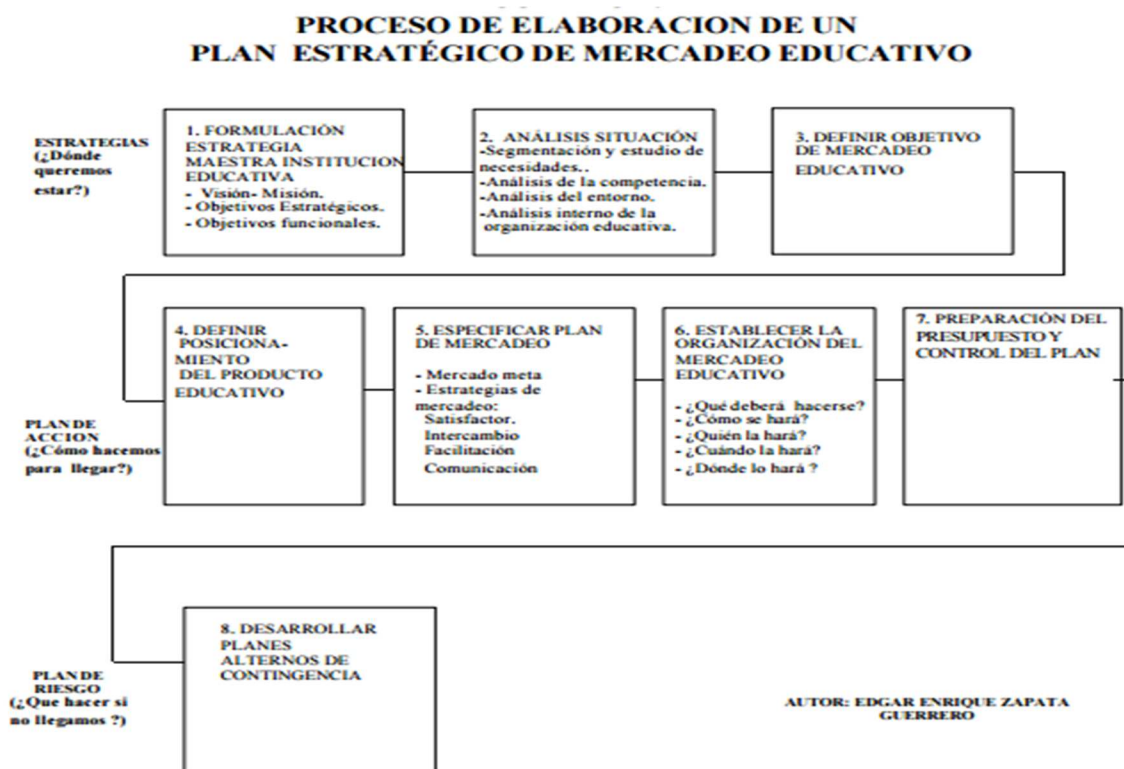 PROCESO DE ELABORACION DE UN
PLAN ESTRATÉGICO DE MERCADEO EDUCATIVO
ESTRATEGIAS
(¿Dónde
queremos
estar?)
1. FORMULACIÓN
ESTRATEGIA
MAESTRA INSTITUCION
EDUCATIVA
- Visión- Misión.
- Objetivos Estratégicos.
- Objetivos funcionales.
2. ANÁLISIS SITUACIÓN
-Segmentación y estudio de
necesidades..
-Análisis de la competencia.
-Análisis del entorno.
-Análisis interno de la
organización educativa.
3. DEFINIR OBJETIVO
DE MERCADEO
EDUCATIVO
PLAN DE
ACCION
(¿Cómo hacemos
para llegar?)
4. DEFINIR
POSICIONA-
MIENTO
DEL PRODUCTO
EDUCATIVO
5. ESPECIFICAR PLAN
DE MERCADEO
- Mercado meta
- Estrategias de
mercadeo:
Satisfactor.
Intercambio
Facilitación
Comunicación
6. ESTABLECER LA
ORGANIZACIÓN DEL
MERCADEO
EDUCATIVO
- ¿Qué deberá hacerse?
- ¿Cómo se hará?
- ¿Quién la hará?
- ¿Cuándo la hará?
- ¿Dónde lo hará ?
7. PREPARACIÓN DEL
PRESUPUESTO Y
CONTROL DEL PLAN
PLAN DE
RIESGO
(¿Que hacer si
no llegamos ?)
8. DESARROLLAR
PLANES
ALTERNOS DE
CONTINGENCIA
AUTOR: EDGAR ENRIQUE ZAPATA
GUERRERO